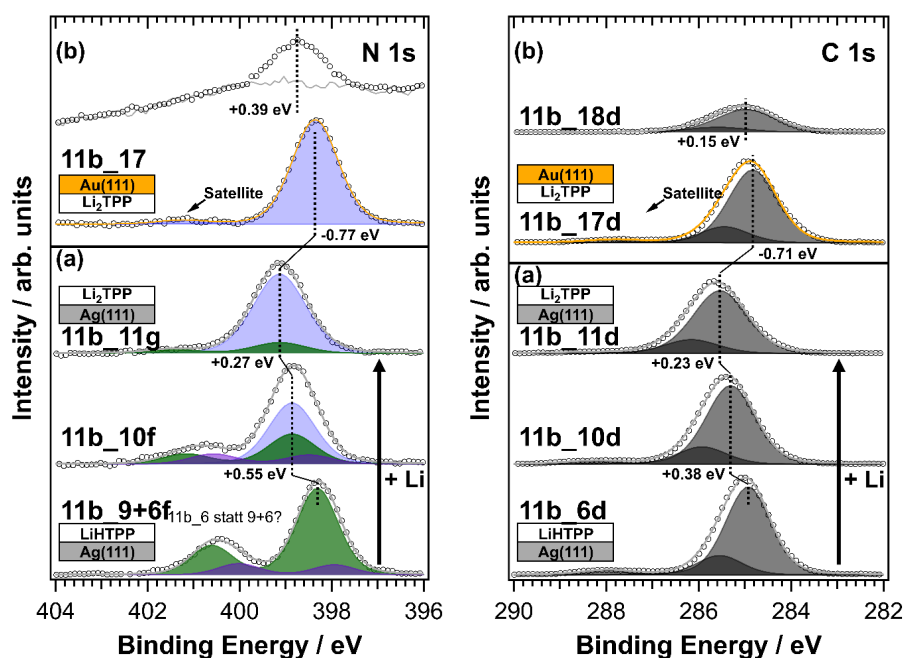 (b)
N 1s
+0.39 eV
11b_17
Au(111)
Li₂TPP
Satellite
-0.77 eV
(a)
Li₂TPP
Ag(111)
11b_11g
+0.27 eV
11b_10f
+0.55 eV
+ Li
11b_9+6f
11b_6 statt 9+6?
LiHTPP
Ag(111)
404
402
400
398
396
Binding Energy / eV
Intensity / arb. units
(b)
C 1s
11b_18d
+0.15 eV
Au(111)
Li₂TPP
Satellite
11b_17d
-0.71 eV
(a)
Li₂TPP
Ag(111)
11b_11d
+0.23 eV
11b_10d
+0.38 eV
+ Li
11b_6d
LiHTPP
Ag(111)
290
288
286
284
282
Binding Energy / eV
Intensity / arb. units